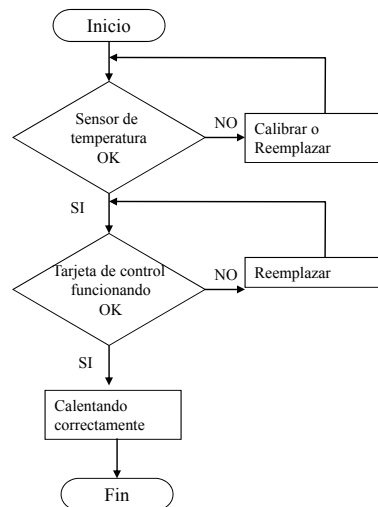 Inicio
Sensor de
temperatura
OK
NO
Calibrar o
Reemplazar
SI
Tarjeta de control
funcionando
OK
NO
Reemplazar
SI
Calentando
correctamente
Fin